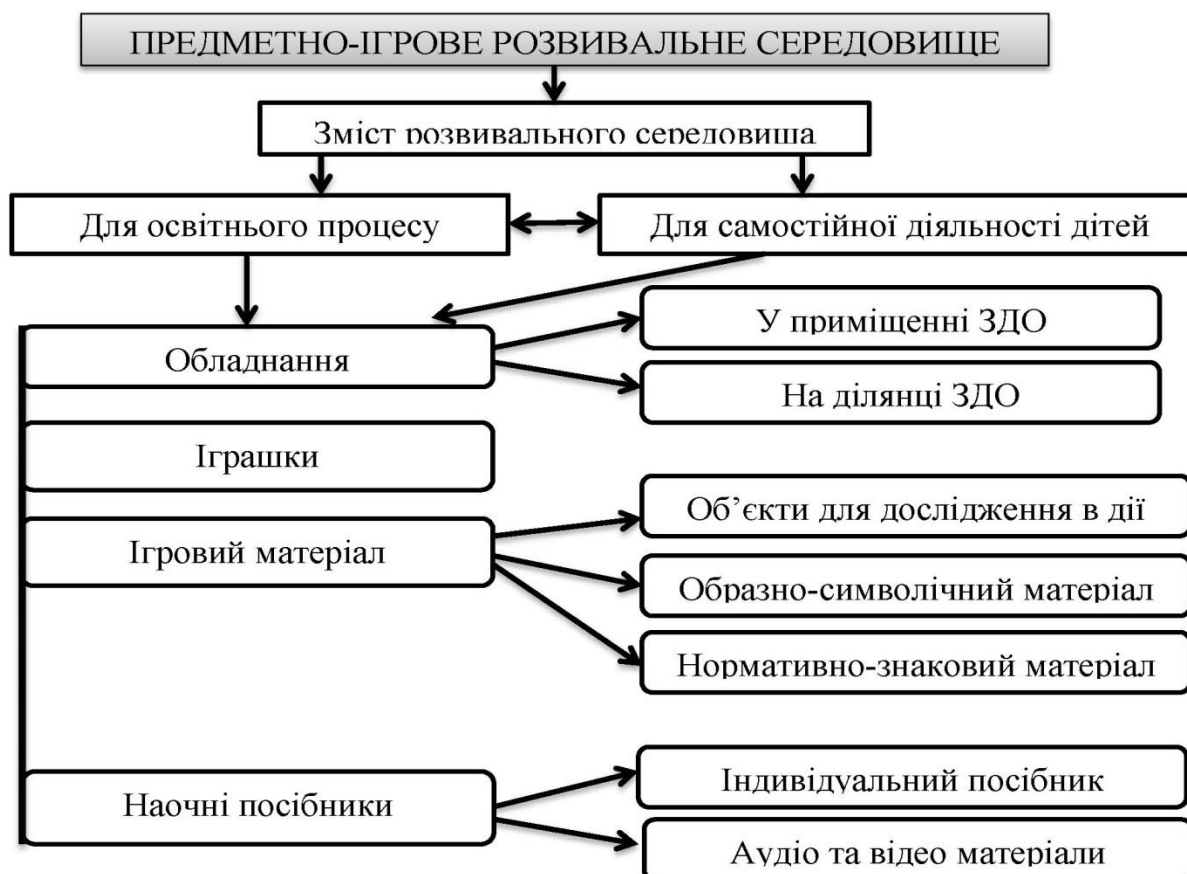 ПРЕДМЕТНО-ІГРОВЕ РОЗВИВАЛЬНЕ СЕРЕДОВИЩЕ
Зміст розвивального середовища
Для освітнього процесу
Для самостійної діяльності дітей
Обладнання
У приміщенні ЗДО
На ділянці ЗДО
Іграшки
Ігровий матеріал
Об’єкти для дослідження в дії
Образно-символічний матеріал
Нормативно-знаковий матеріал
Наочні посібники
Індивідуальний посібник
Аудіо та відео матеріали